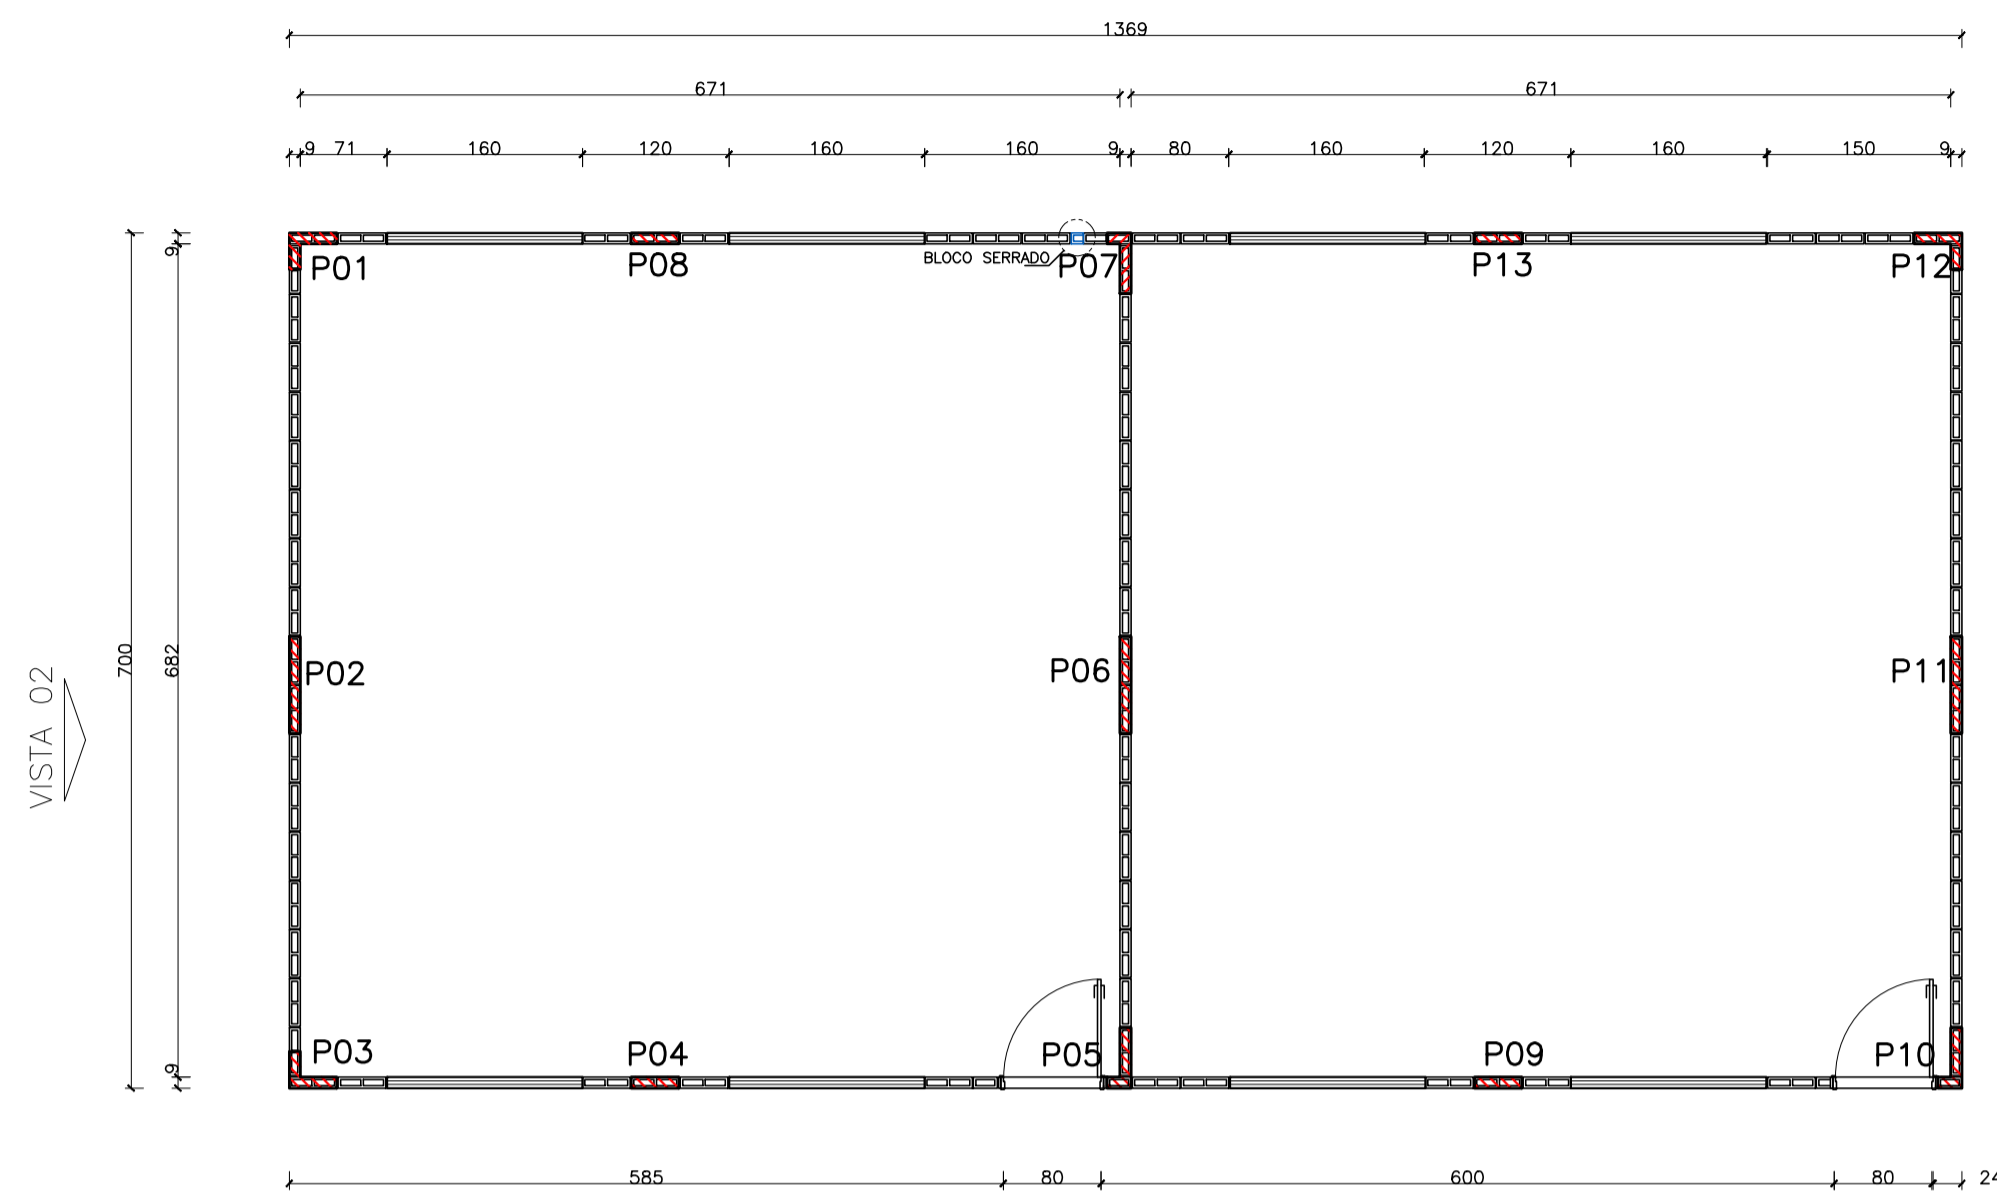 1369
671 671
9 71 160 120 160 160 9 80 160 120 160 150 9
9
BLOCO SERRADO
P01 P08 P07 P13 P12
700 682
VISTA 02
P02 P06 P11
P03 P04 P05 P09 P10
9
585 80 600 80 24